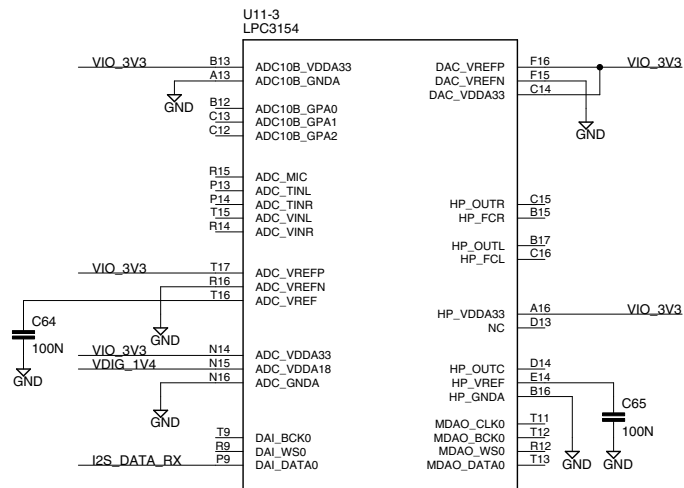 U11-3
LPC3154
VIO_3V3 B13 ADC10B_VDDA33
A13 ADC10B_GNDA
GND
B12 ADC10B_GPA0
C13 ADC10B_GPA1
C12 ADC10B_GPA2
R15 ADC_MIC
P13 ADC_TINL
P14 ADC_TINR
T15 ADC_VINL
R14 ADC_VINR
VIO_3V3 T17 ADC_VREFP
R16 ADC_VREFN
T16 ADC_VREF
C64
100N
GND
GND
VIO_3V3 N14 ADC_VDDA33
VDIG_1V4 N15 ADC_VDDA18
N16 ADC_GNDA
GND
T9 DAI_BCK0
R9 DAI_WS0
I2S_DATA_RX P9 DAI_DATA0
DAC_VREFP F16 VIO_3V3
DAC_VREFN F15
DAC_VDDA33 C14
GND
HP_OUTR C15
HP_FCR B15
HP_OUTL B17
HP_FCL C16
HP_VDDA33 A16 VIO_3V3
NC D13
HP_OUTC D14
HP_VREF E14
HP_GNDA B16
C65
100N
MDAO_CLK0 T11
MDAO_BCK0 T12
MDAO_WS0 R12
MDAO_DATA0 T13
GND GND